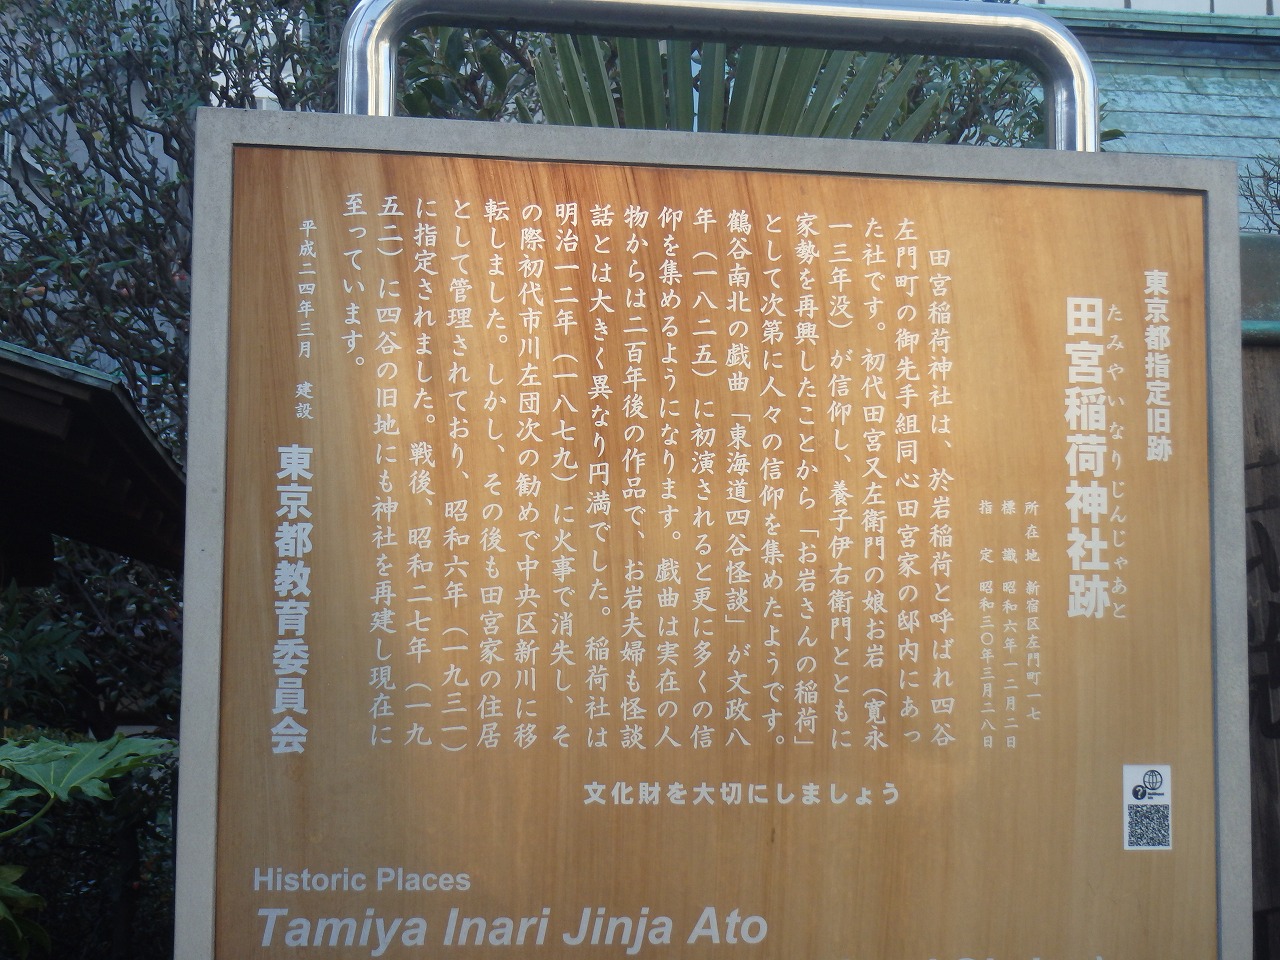 東京都指定旧跡
たみやいなりじんじゃあと
田宮稲荷神社跡
所在地 新宿区左門町一七
標識 昭和六年一二月二日
指定 昭和三〇年三月二八日
田宮稲荷神社は、於岩稲荷と呼ばれ四谷
左門町の御先手組同心田宮家の邸内にあっ
た社です。初代田宮又左衛門の娘お岩（寛永
一三年没）が信仰し、養子伊右衛門とともに
家勢を再興したことから「お岩さんの稲荷」
として次第に人々の信仰を集めたようです。
鶴谷南北の戯曲「東海道四谷怪談」が文政八
年（一八二五）に初演されると更に多くの信
仰を集めるようになります。戯曲は実在の人
物からは二百年後の作品で、お岩夫婦も怪談
話とは大きく異なり円満でした。稲荷社は
明治一二年（一八七九）に火事で消失し、そ
の際初代市川左団次の勧めで中央区新川に移
転しました。しかし、その後も田宮家の住居
として管理されており、昭和六年（一九三一）
に指定されました。戦後、昭和二七年（一九
五二）に四谷の旧地にも神社を再建し現在に
至っています。
平成二四年三月 建設
東京都教育委員会
文化財を大切にしましょう
Historic Places
Tamiya Inari Jinja Ato